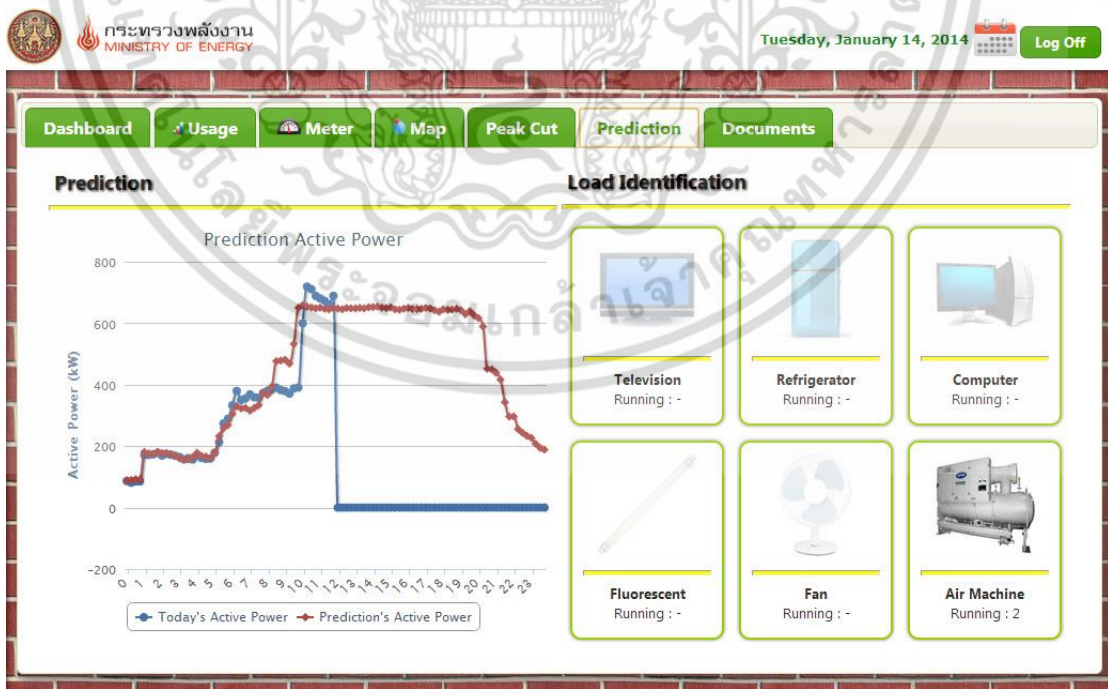 กระทรวงพลังงาน
MINISTRY OF ENERGY
Tuesday, January 14, 2014
Log Off
Dashboard
Usage
Meter
Map
Peak Cut
Prediction
Documents
Prediction
Load Identification
Prediction Active Power
Active Power (kW)
800
600
400
200
0
-200
0 1 2 3 4 5 6 7 8 9 10 11 12 13 14 15 16 17 18 19 20 21 22 23
Today's Active Power
Prediction's Active Power
Television
Running : -
Refrigerator
Running : -
Computer
Running : -
Fluorescent
Running : -
Fan
Running : -
Air Machine
Running : 2